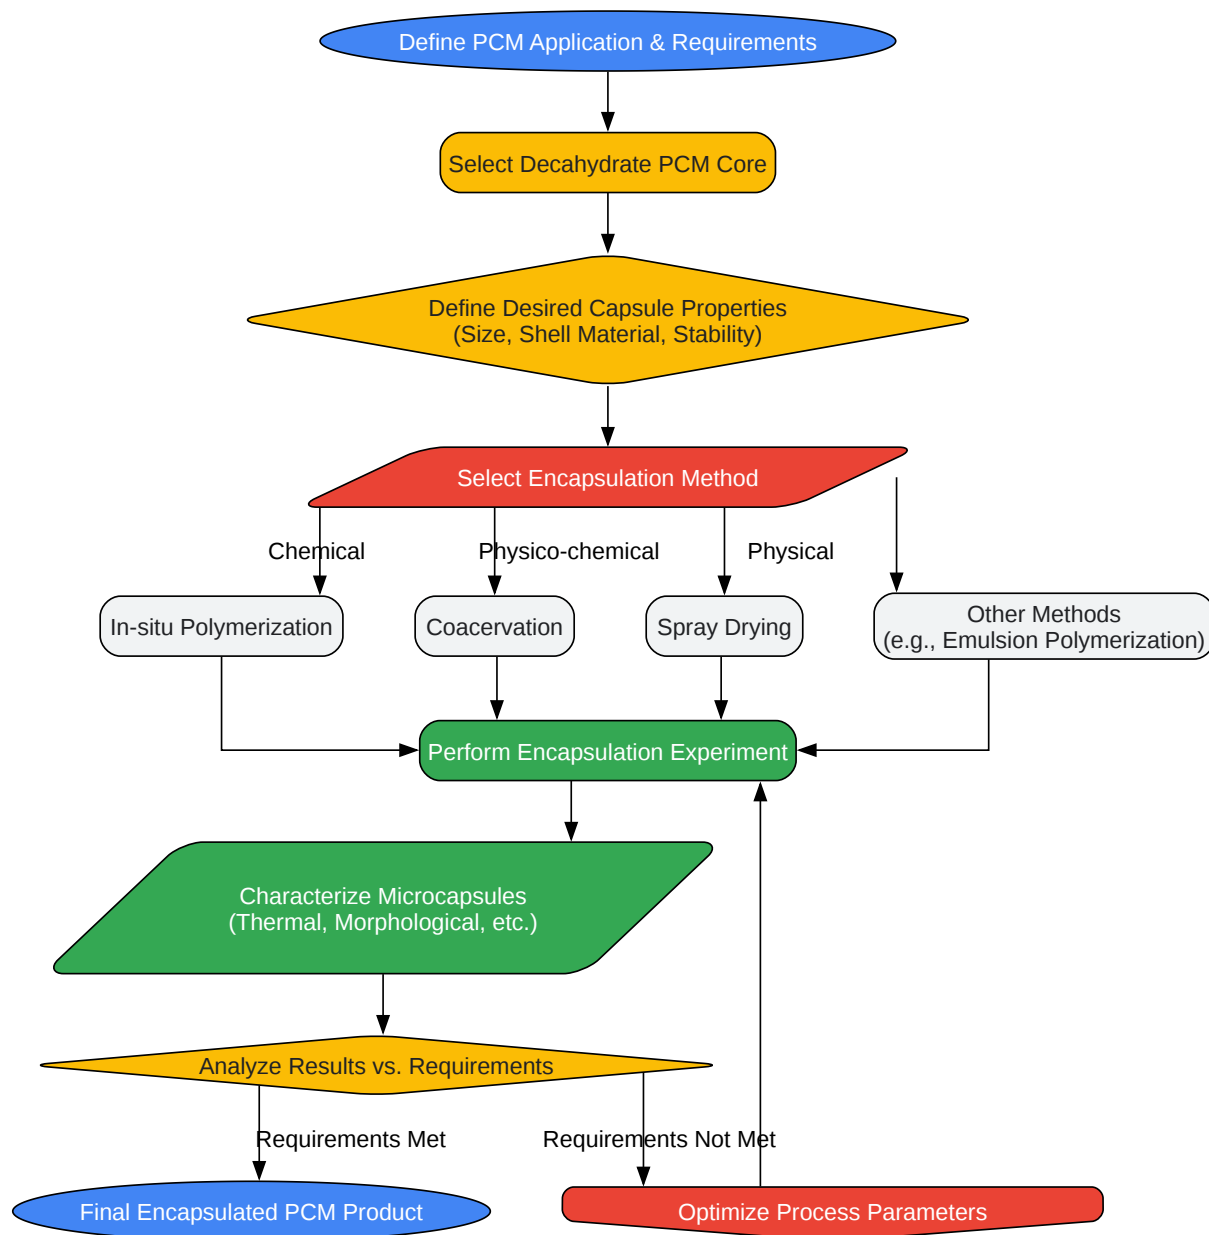 Define PCM Application & Requirements
Select Decahydrate PCM Core
Define Desired Capsule Properties
(Size, Shell Material, Stability)
Select Encapsulation Method
Chemical
Physico-chemical
Physical
In-situ Polymerization
Coacervation
Spray Drying
Other Methods
(e.g., Emulsion Polymerization)
Perform Encapsulation Experiment
Characterize Microcapsules
(Thermal, Morphological, etc.)
Analyze Results vs. Requirements
Requirements Met
Requirements Not Met
Final Encapsulated PCM Product
Optimize Process Parameters